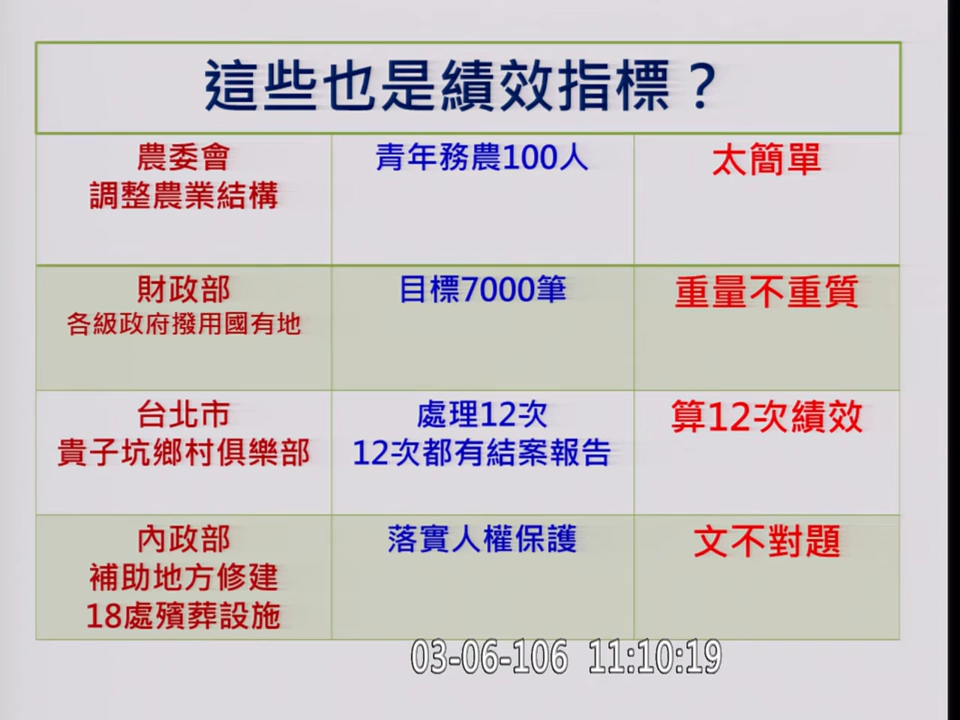 這些也是績效指標？
農委會
調整農業結構
青年務農100人
太簡單
財政部
各級政府撥用國有地
目標7000筆
重量不重質
台北市
貴子坑鄉村俱樂部
處理12次
12次都有結案報告
算12次績效
內政部
補助地方修建
18處殯葬設施
落實人權保護
文不對題
03-06-106 11:10:19